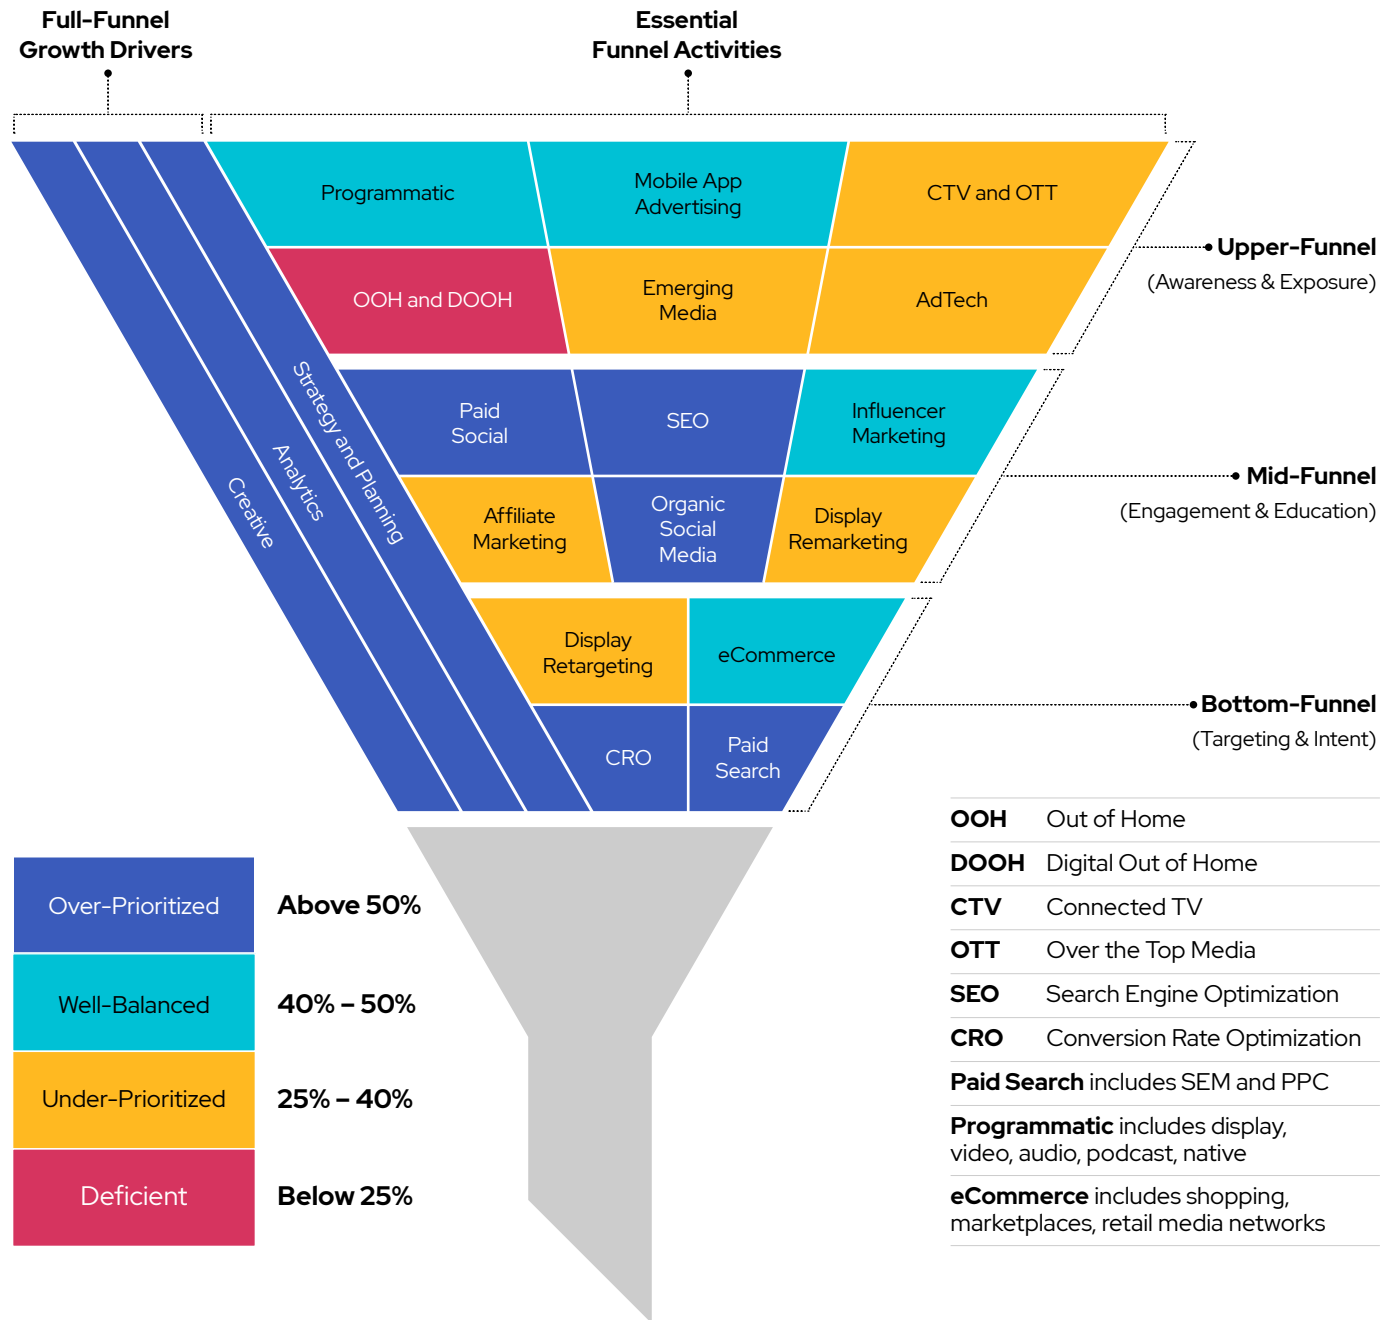 Full-Funnel
Growth Drivers
Essential
Funnel Activities
Programmatic
Mobile App
Advertising
CTV and OTT
OOH and DOOH
Emerging
Media
AdTech
Upper-Funnel
(Awareness & Exposure)
Creative
Analytics
Strategy and Planning
Paid
Social
SEO
Influencer
Marketing
Affiliate
Marketing
Organic
Social
Media
Display
Remarketing
Mid-Funnel
(Engagement & Education)
Display
Retargeting
eCommerce
CRO
Paid
Search
Bottom-Funnel
(Targeting & Intent)
Over-Prioritized
Above 50%
Well-Balanced
40% – 50%
Under-Prioritized
25% – 40%
Deficient
Below 25%
OOH Out of Home
DOOH Digital Out of Home
CTV Connected TV
OTT Over the Top Media
SEO Search Engine Optimization
CRO Conversion Rate Optimization
Paid Search includes SEM and PPC
Programmatic includes display,
video, audio, podcast, native
eCommerce includes shopping,
marketplaces, retail media networks